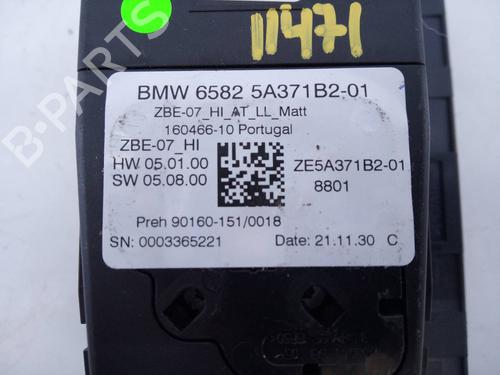 11471
B-PARTS
BMW 6582 5A371B2-01
ZBE-07_HI_AT_LL_Matt
160466-10 Portugal
ZBE-07_HI
HW 05.01.00
SW 05.08.00
ZE5A371B2-01
8801
Preh 90160-151/0018
SN: 0003365221
Date: 21.11.30 C